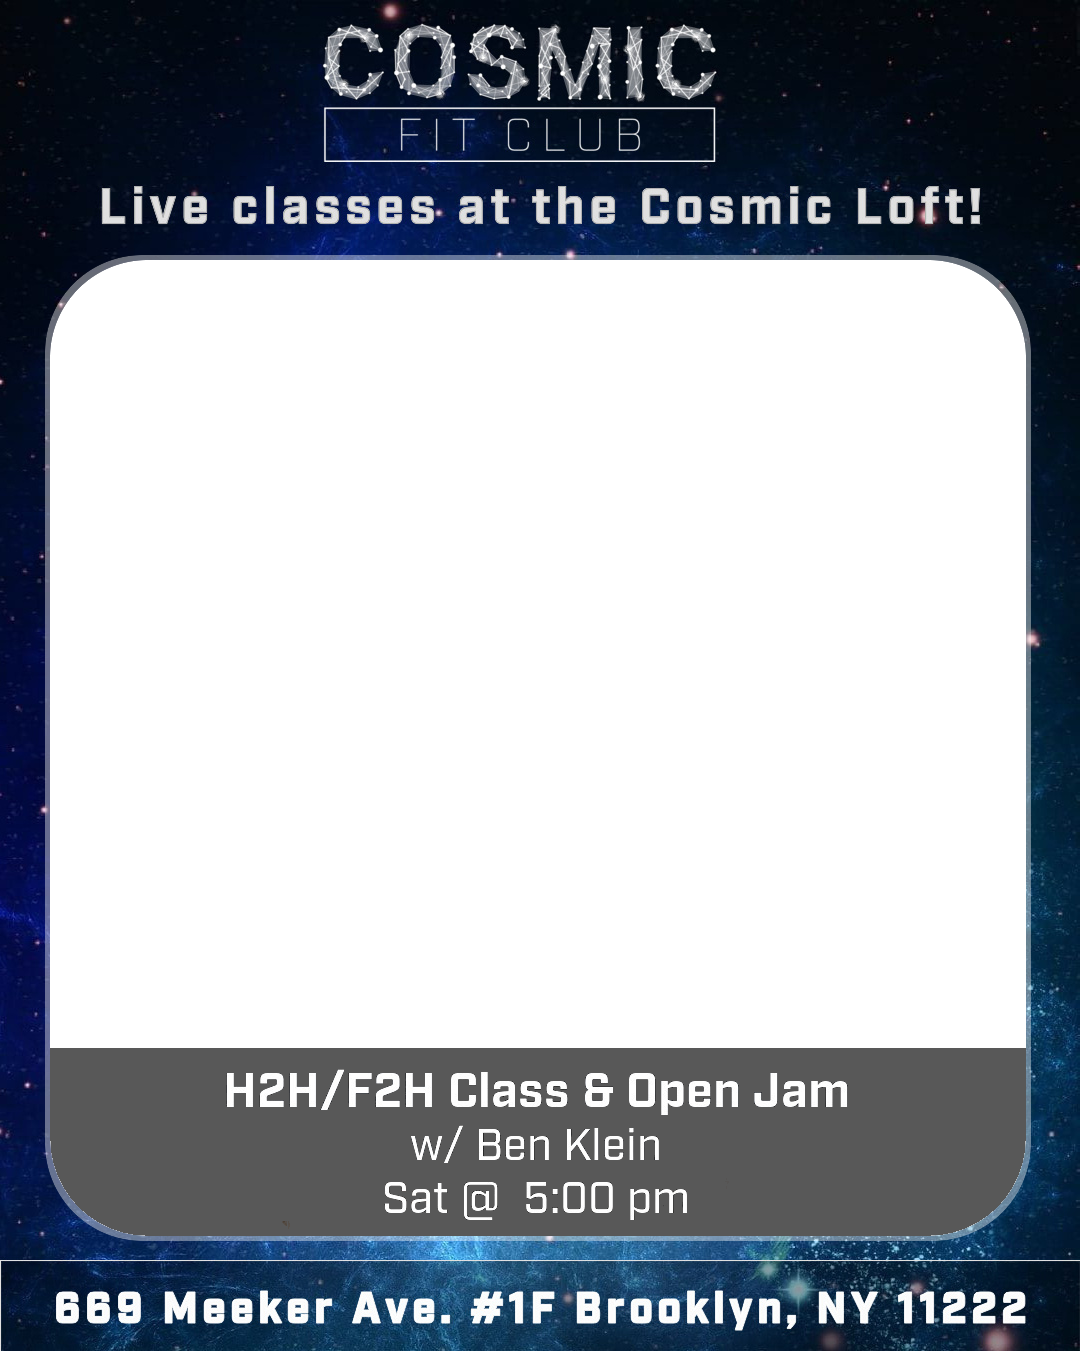 COSMIC
FIT CLUB
Live classes at the Cosmic Loft!
H2H/F2H Class & Open Jam
w/ Ben Klein
Sat @ 5:00 pm
669 Meeker Ave. #1F Brooklyn, NY 11222